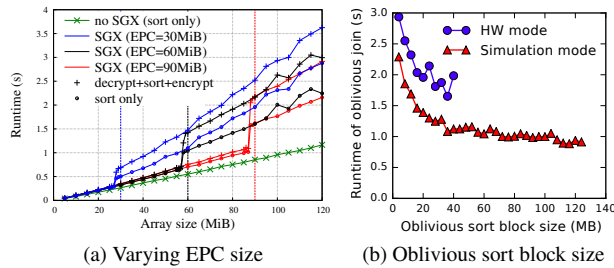 no SGX (sort only)
SGX (EPC=30MiB)
SGX (EPC=60MiB)
SGX (EPC=90MiB)
decrypt+sort+encrypt
sort only
Runtime (s)
4
3.5
3
2.5
2
1.5
1
0.5
0
0 20 40 60 80 100 120
Array size (MiB)
(a) Varying EPC size
HW mode
Simulation mode
Runtime of oblivious join (s)
3.0
2.5
2.0
1.5
1.0
0.5
0.0
0 20 40 60 80 100 120 140
Oblivious sort block size (MB)
(b) Oblivious sort block size